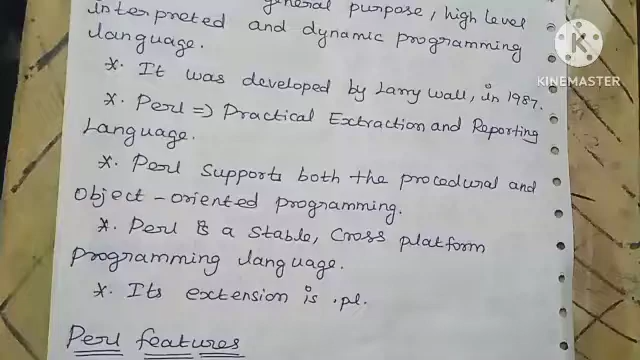 general purpose, high level
interpreted and dynamic programming
language.
*. It was developed by Larry Wall, in 1987.
*. Perl => Practical Extraction and Reporting
Language.
*. Perl supports both the procedural and
Object-oriented programming.
*. Perl is a stable, cross platform
programming language.
*. Its extension is .pl.
Perl features
KINEMASTER